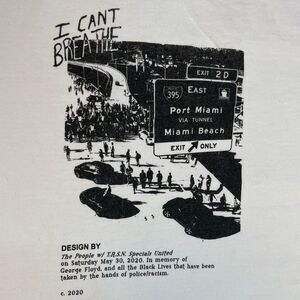 I CANT
BREATHE
EXIT 2 D
395 EAST
Port Miami
VIA TUNNEL
Miami Beach
EXIT ONLY
DESIGN BY
The People w/ T.R.S.N. Specials United
on Saturday May 30, 2020. In memory of
George Floyd, and all the Black Lives that have been
taken by the hands of police/racism.
c. 2020